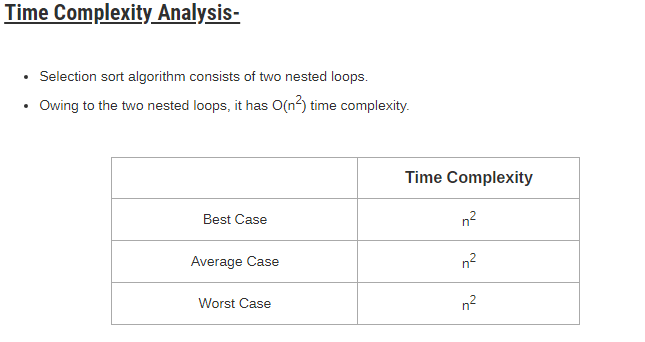 Time Complexity Analysis-
• Selection sort algorithm consists of two nested loops.
• Owing to the two nested loops, it has O(n²) time complexity.
Time Complexity
Best Case n²
Average Case n²
Worst Case n²